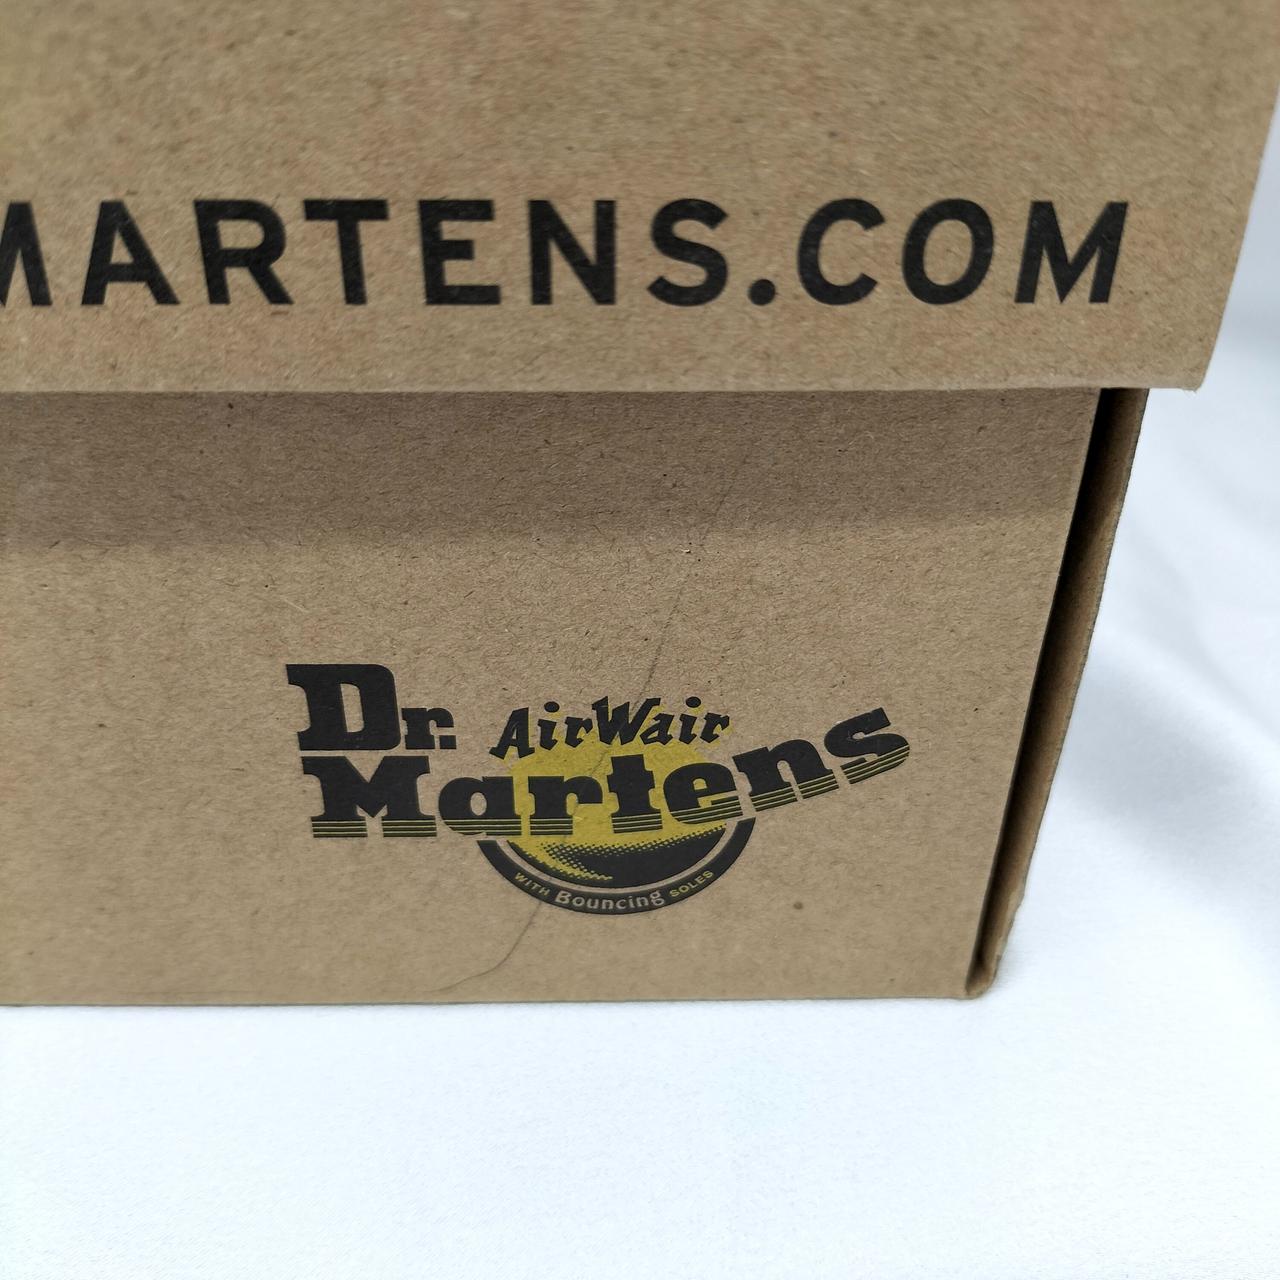 MARTENS.COM
Dr. AirWair
Martens
WITH Bouncing SOLES